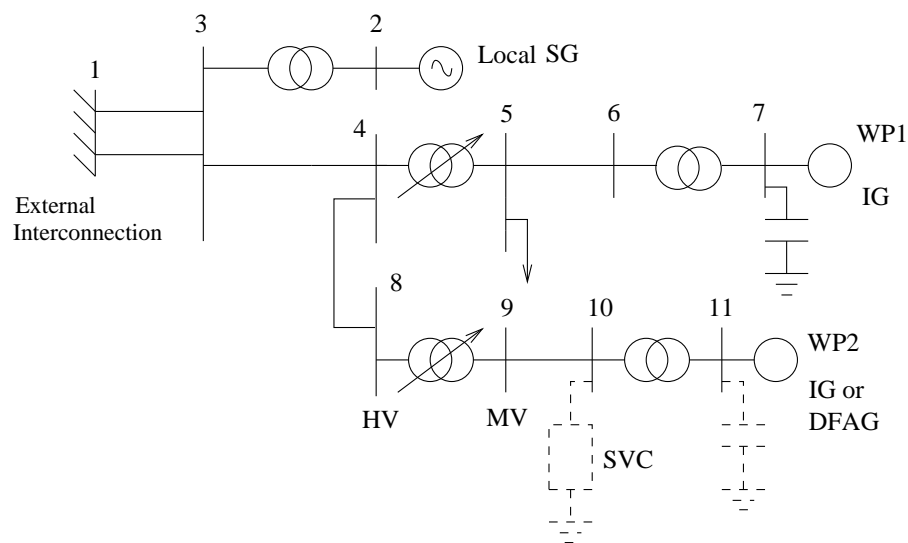 3
2
Local SG
1
4
5
6
7
WP1
IG
External
Interconnection
8
9
10
11
WP2
IG or
DFAG
HV
MV
SVC